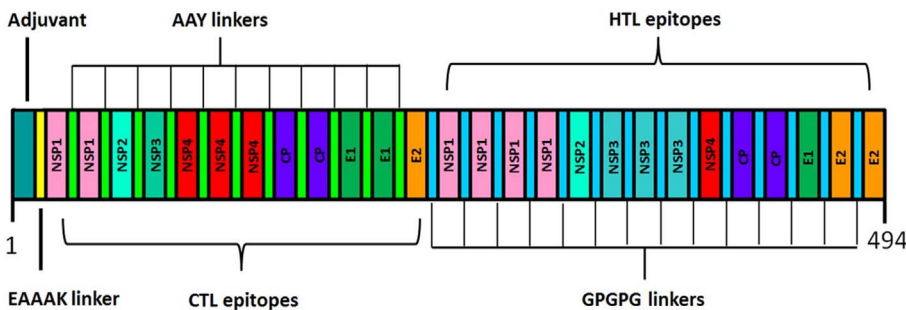 Adjuvant
AAY linkers
HTL epitopes
NSP1
NSP1
NSP2
NSP3
NSP4
NSP4
NSP4
CP
CP
E1
E1
E2
NSP1
NSP1
NSP1
NSP1
NSP2
NSP3
NSP3
NSP3
NSP4
CP
CP
E1
E2
E2
1
494
EAAAK linker
CTL epitopes
GPGPG linkers